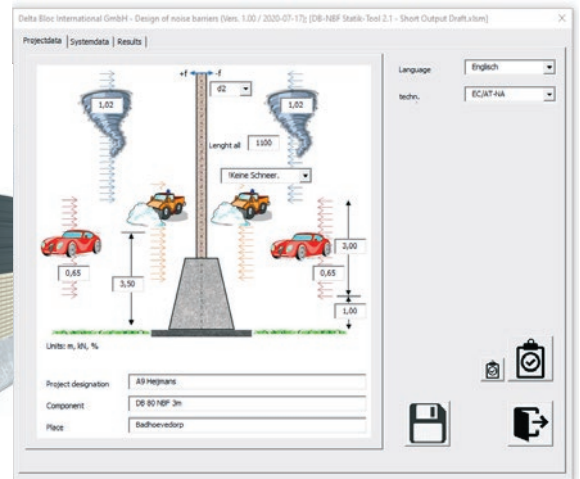 Delta Bloc International GmbH - Design of noise barriers (Vers. 1.00 / 2020-07-17); [DB-NBF Statik-Tool 2.1 - Short Output Draft.xlsm]
Projectdata
Systemdata
Results
Language
Englisch
techn.
EC/AT-NA
+f
-f
d2
1,02
1,02
Lenght all
1100
!Keine Schneer.
0,65
3,50
0,65
3,00
1,00
Units: m, kN, %
Project designation
A9 Heijmans
Component
DB 80 NBF 3m
Place
Badhoevedorp